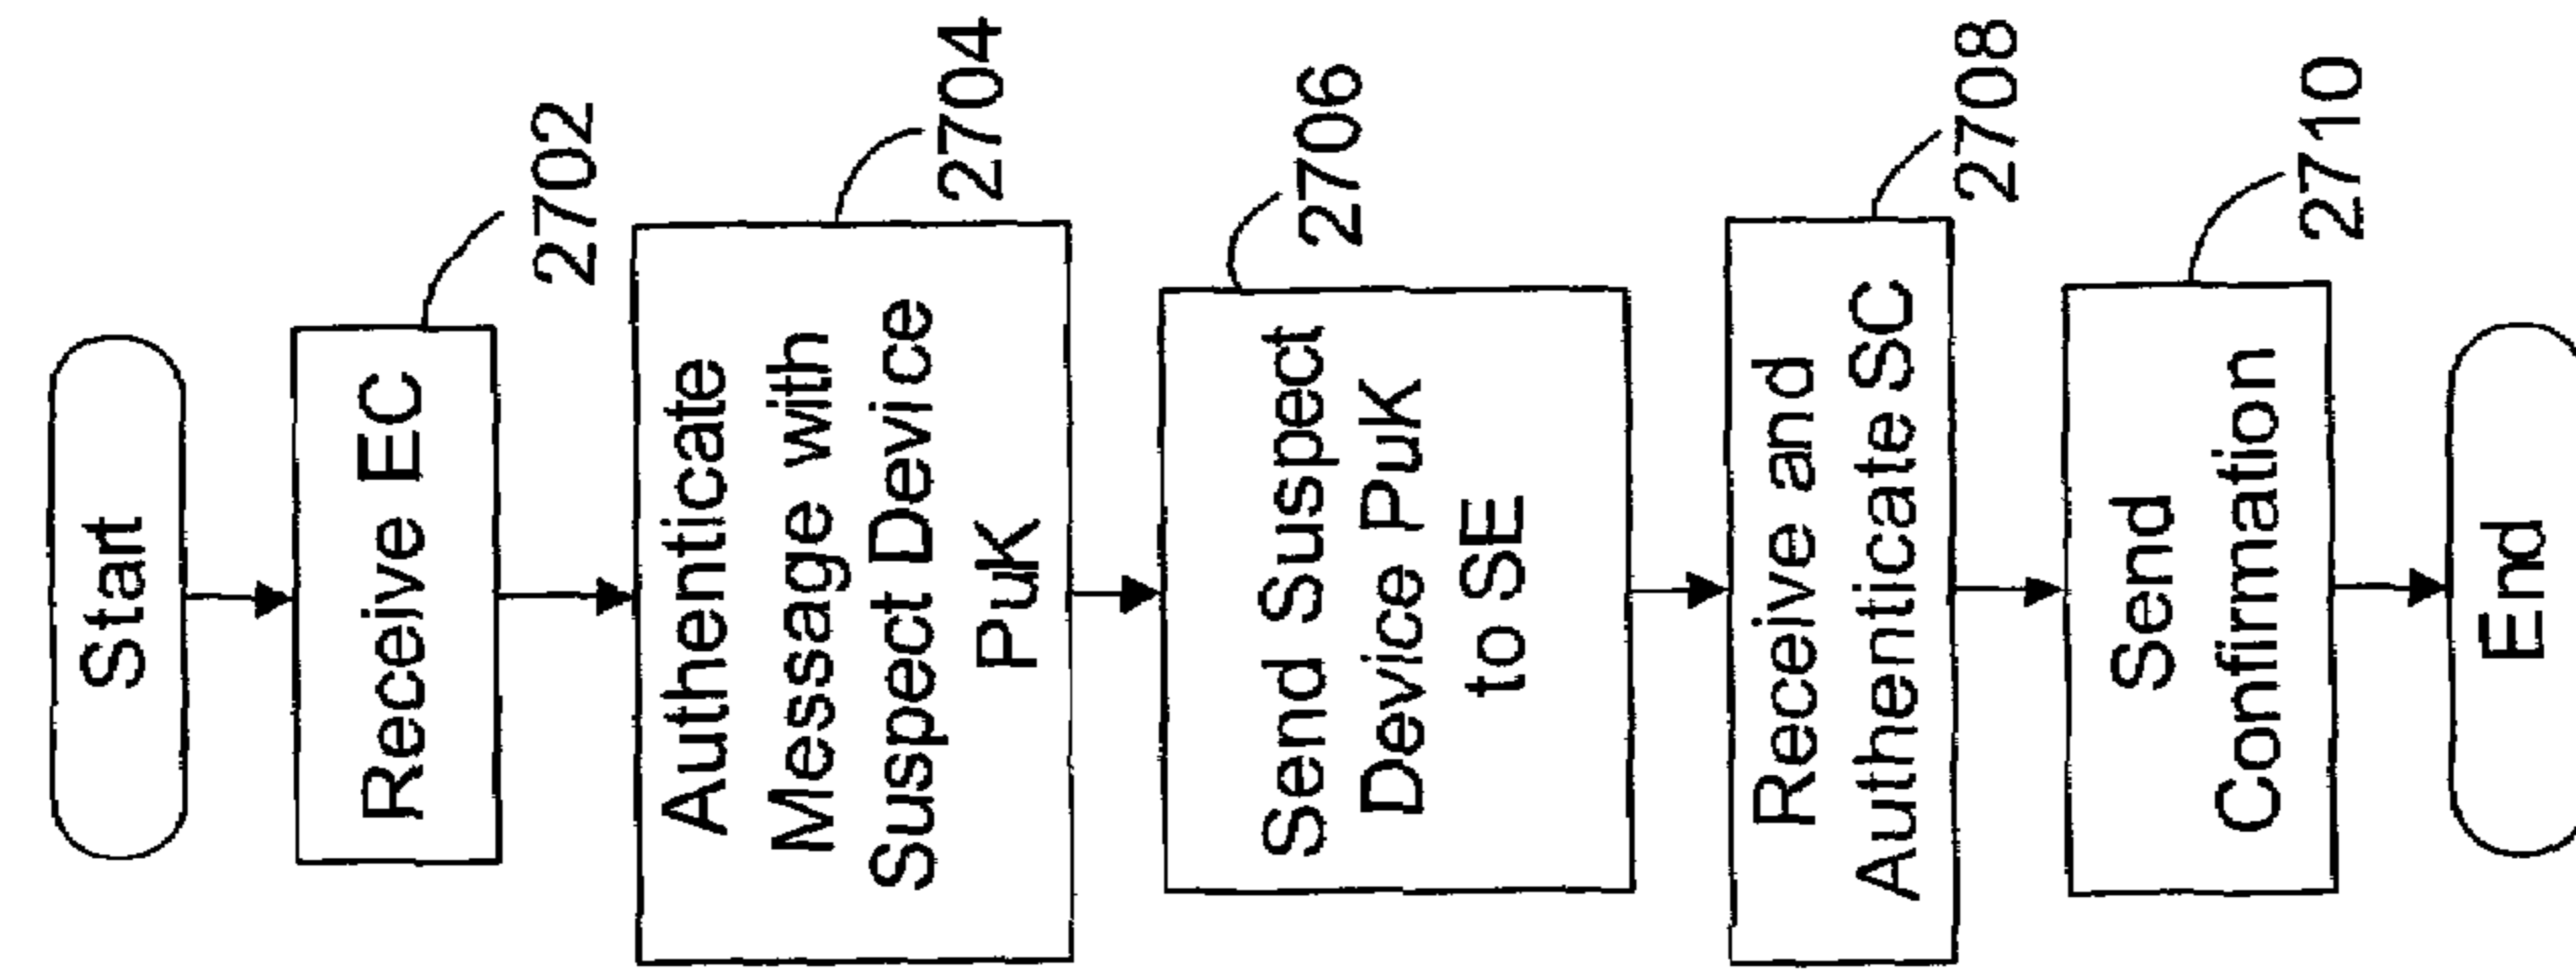 Start
Receive EC
2702
Authenticate
Message with
Suspect Device
PuK
2704
Send Suspect
Device PuK
to SE
2706
Receive and
Authenticate SC
2708
Send
Confirmation
2710
End